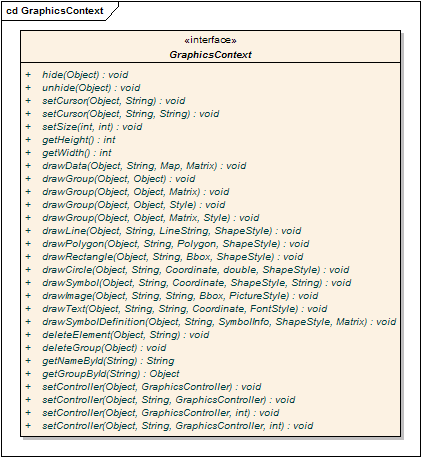 cd GraphicsContext
«interface»
GraphicsContext
+ hide(Object) : void
+ unhide(Object) : void
+ setCursor(Object, String) : void
+ setCursor(Object, String, String) : void
+ setSize(int, int) : void
+ getHeight() : int
+ getWidth() : int
+ drawData(Object, String, Map, Matrix) : void
+ drawGroup(Object, Object) : void
+ drawGroup(Object, Object, Matrix) : void
+ drawGroup(Object, Object, Style) : void
+ drawGroup(Object, Object, Matrix, Style) : void
+ drawLine(Object, String, LineString, ShapeStyle) : void
+ drawPolygon(Object, String, Polygon, ShapeStyle) : void
+ drawRectangle(Object, String, Bbox, ShapeStyle) : void
+ drawCircle(Object, String, Coordinate, double, ShapeStyle) : void
+ drawSymbol(Object, String, Coordinate, ShapeStyle, String) : void
+ drawImage(Object, String, String, Bbox, PictureStyle) : void
+ drawText(Object, String, String, Coordinate, FontStyle) : void
+ drawSymbolDefinition(Object, String, SymbolInfo, ShapeStyle, Matrix) : void
+ deleteElement(Object, String) : void
+ deleteGroup(Object) : void
+ getNameById(String) : String
+ getGroupById(String) : Object
+ setController(Object, GraphicsController) : void
+ setController(Object, String, GraphicsController) : void
+ setController(Object, GraphicsController, int) : void
+ setController(Object, String, GraphicsController, int) : void